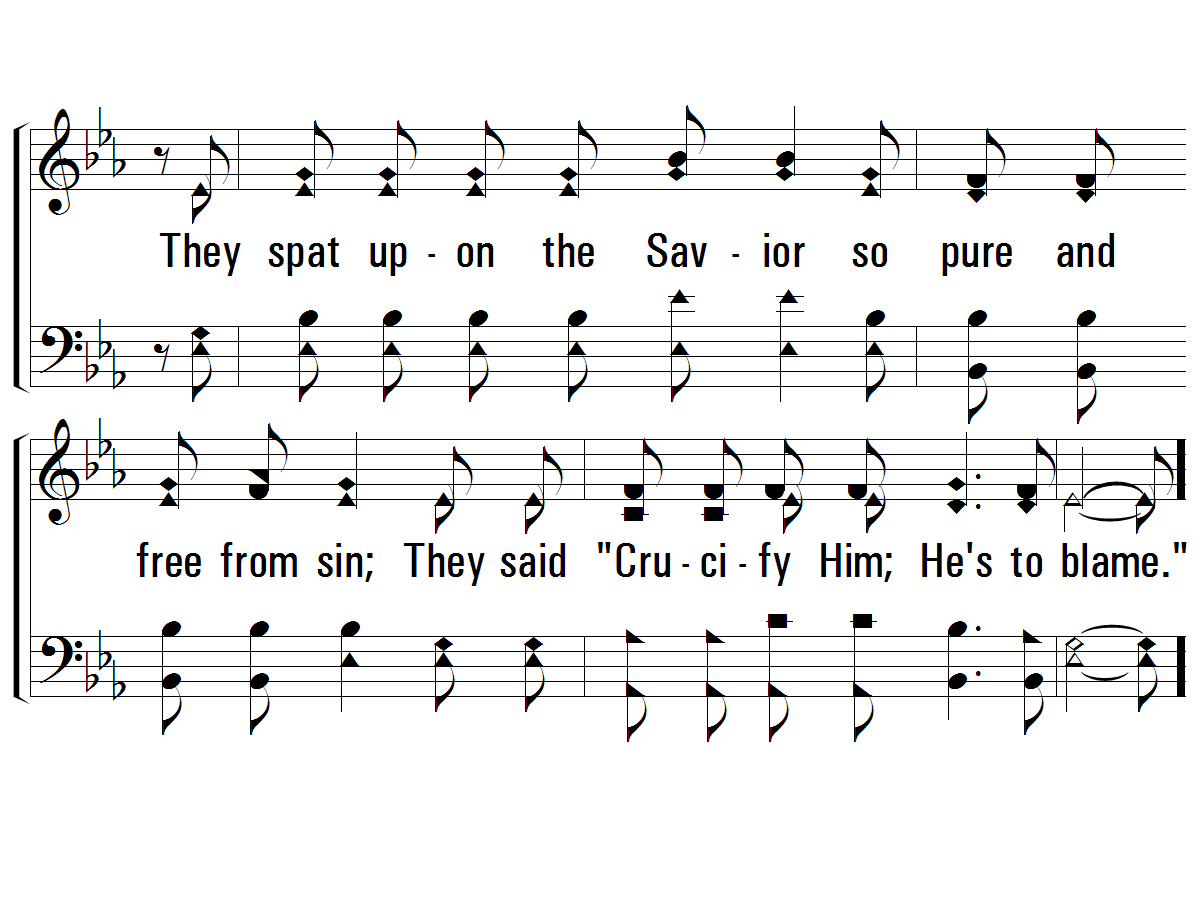 They spat up - on the Sav - ior so pure and
free from sin; They said "Cru - ci - fy Him; He's to blame."